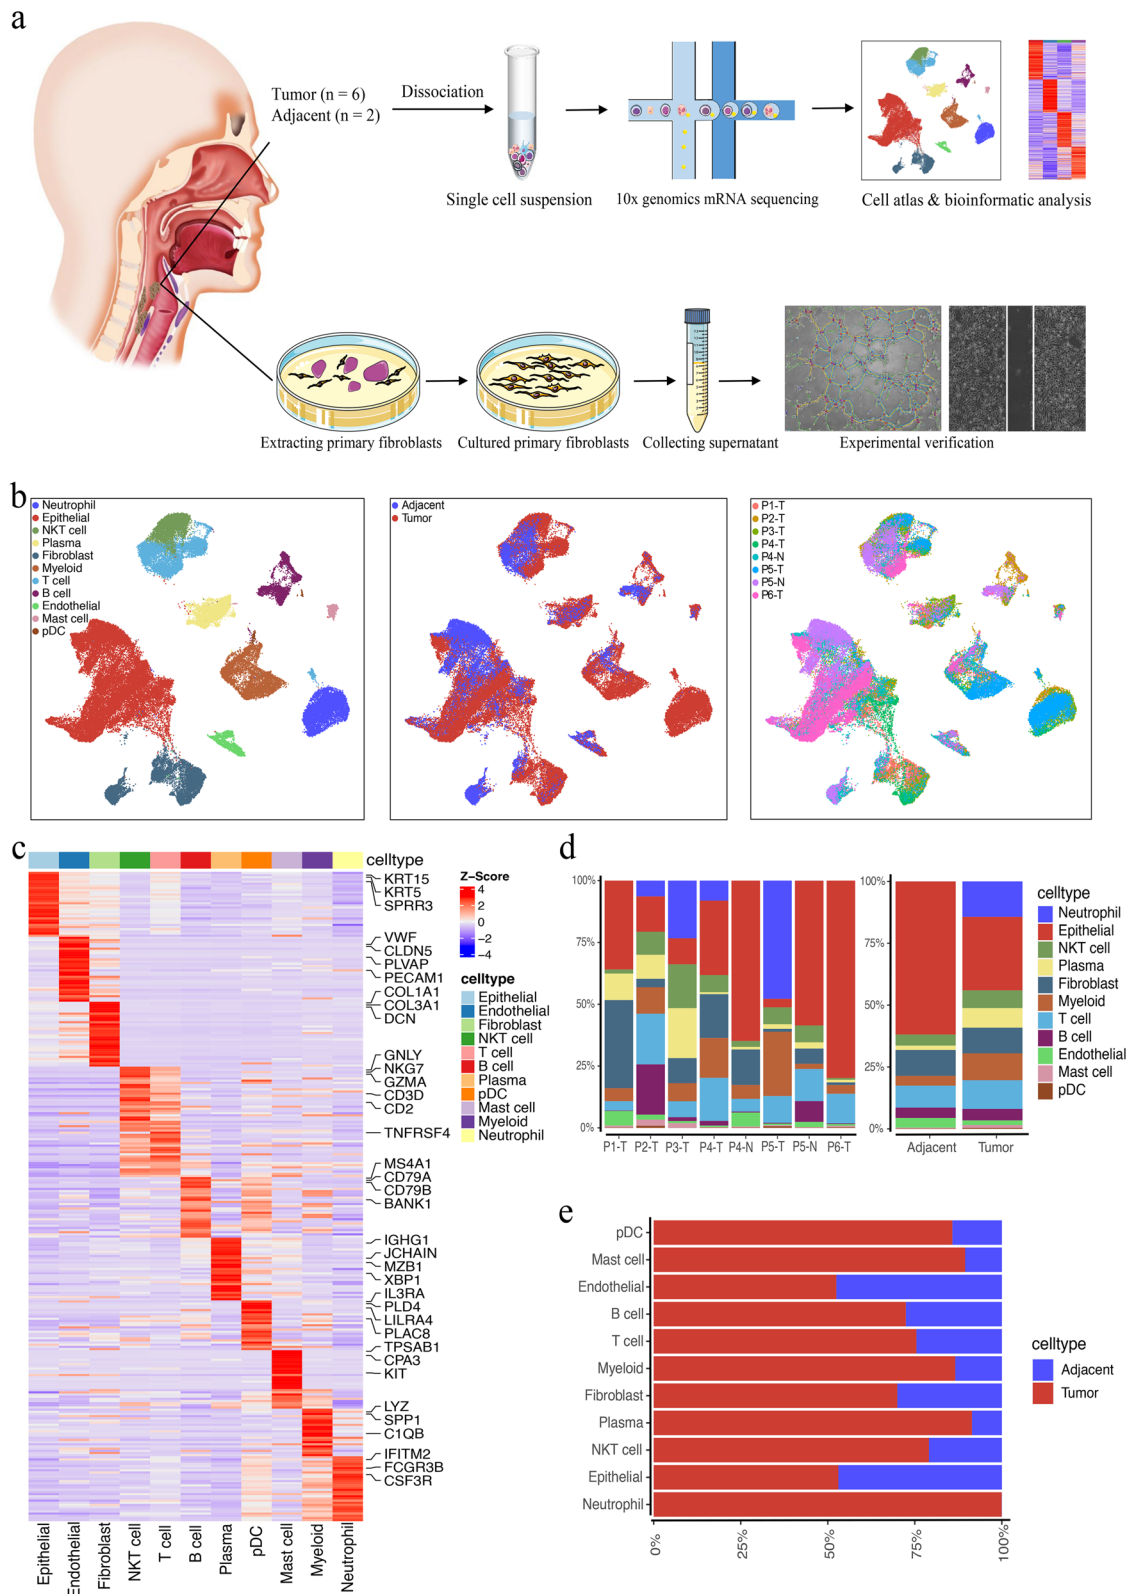 a
Tumor (n = 6)
Adjacent (n = 2)
Dissociation
Single cell suspension
10x genomics mRNA sequencing
Cell atlas & bioinformatic analysis
Extracting primary fibroblasts
Cultured primary fibroblasts
Collecting supernatant
Experimental verification
b
Neutrophil
Epithelial
NKT cell
Plasma
Fibroblast
Myeloid
T cell
B cell
Endothelial
Mast cell
pDC
Adjacent
Tumor
P1-T
P2-T
P3-T
P4-T
P4-N
P5-T
P5-N
P6-T
c
celltype
KRT15
KRT5
SPRR3
VWF
CLDN5
PLVAP
PECAM1
COL1A1
COL3A1
DCN
GNLY
NKG7
GZMA
CD3D
CD2
TNFRSF4
MS4A1
CD79A
CD79B
BANK1
IGHG1
JCHAIN
MZB1
XBP1
IL3RA
PLD4
LILRA4
PLAC8
TPSAB1
CPA3
KIT
LYZ
SPP1
C1QB
IFITM2
FCGR3B
CSF3R
Epithelial
Endothelial
Fibroblast
NKT cell
T cell
B cell
Plasma
pDC
Mast cell
Myeloid
Neutrophil
Z-Score
4
2
0
−2
−4
celltype
Epithelial
Endothelial
Fibroblast
NKT cell
T cell
B cell
Plasma
pDC
Mast cell
Myeloid
Neutrophil
d
100%
75%
50%
25%
0%
P1-T P2-T P3-T P4-T P4-N P5-T P5-N P6-T
100%
75%
50%
25%
0%
Adjacent Tumor
celltype
Neutrophil
Epithelial
NKT cell
Plasma
Fibroblast
Myeloid
T cell
B cell
Endothelial
Mast cell
pDC
e
pDC
Mast cell
Endothelial
B cell
T cell
Myeloid
Fibroblast
Plasma
NKT cell
Epithelial
Neutrophil
0% 25% 50% 75% 100%
celltype
Adjacent
Tumor